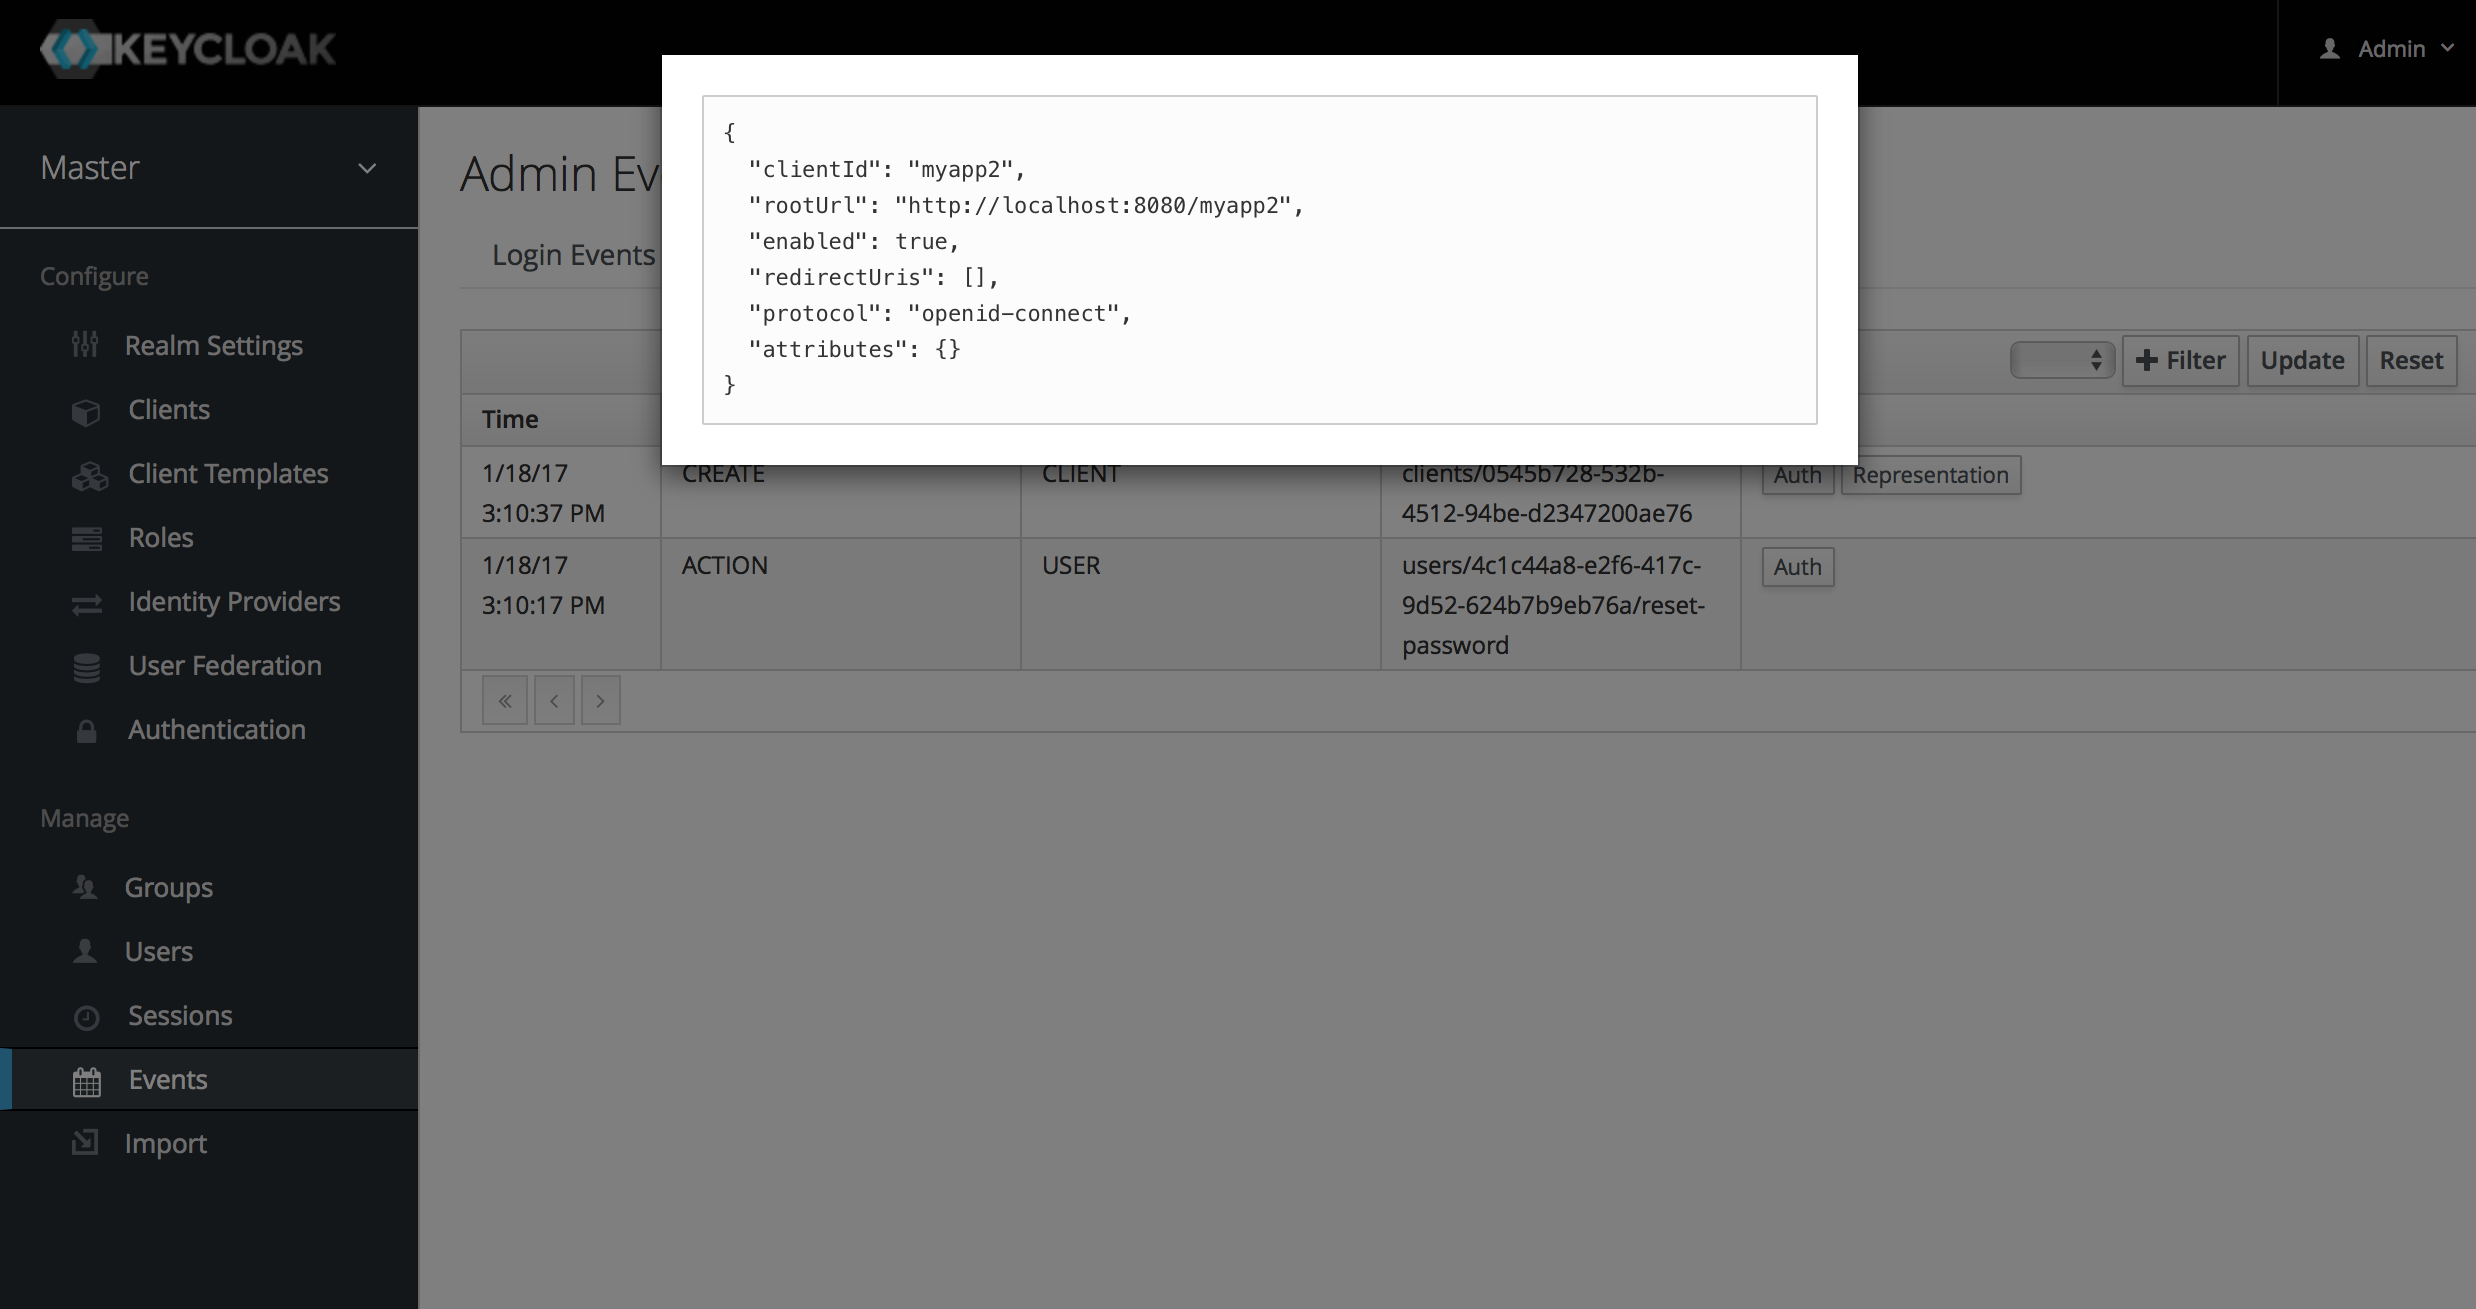 KEYCLOAK
Admin
Master
Configure
Realm Settings
Clients
Client Templates
Roles
Identity Providers
User Federation
Authentication
Manage
Groups
Users
Sessions
Events
Import
Admin Ev
Login Events
{
"clientId": "myapp2",
"rootUrl": "http://localhost:8080/myapp2",
"enabled": true,
"redirectUris": [],
"protocol": "openid-connect",
"attributes": {}
}
Filter Update Reset
Time
1/18/17
3:10:37 PM
CREATE
CLIENT
clients/0545b728-532b-
4512-94be-d2347200ae76
Auth Representation
1/18/17
3:10:17 PM
ACTION
USER
users/4c1c44a8-e2f6-417c-
9d52-624b7b9eb76a/reset-
password
Auth